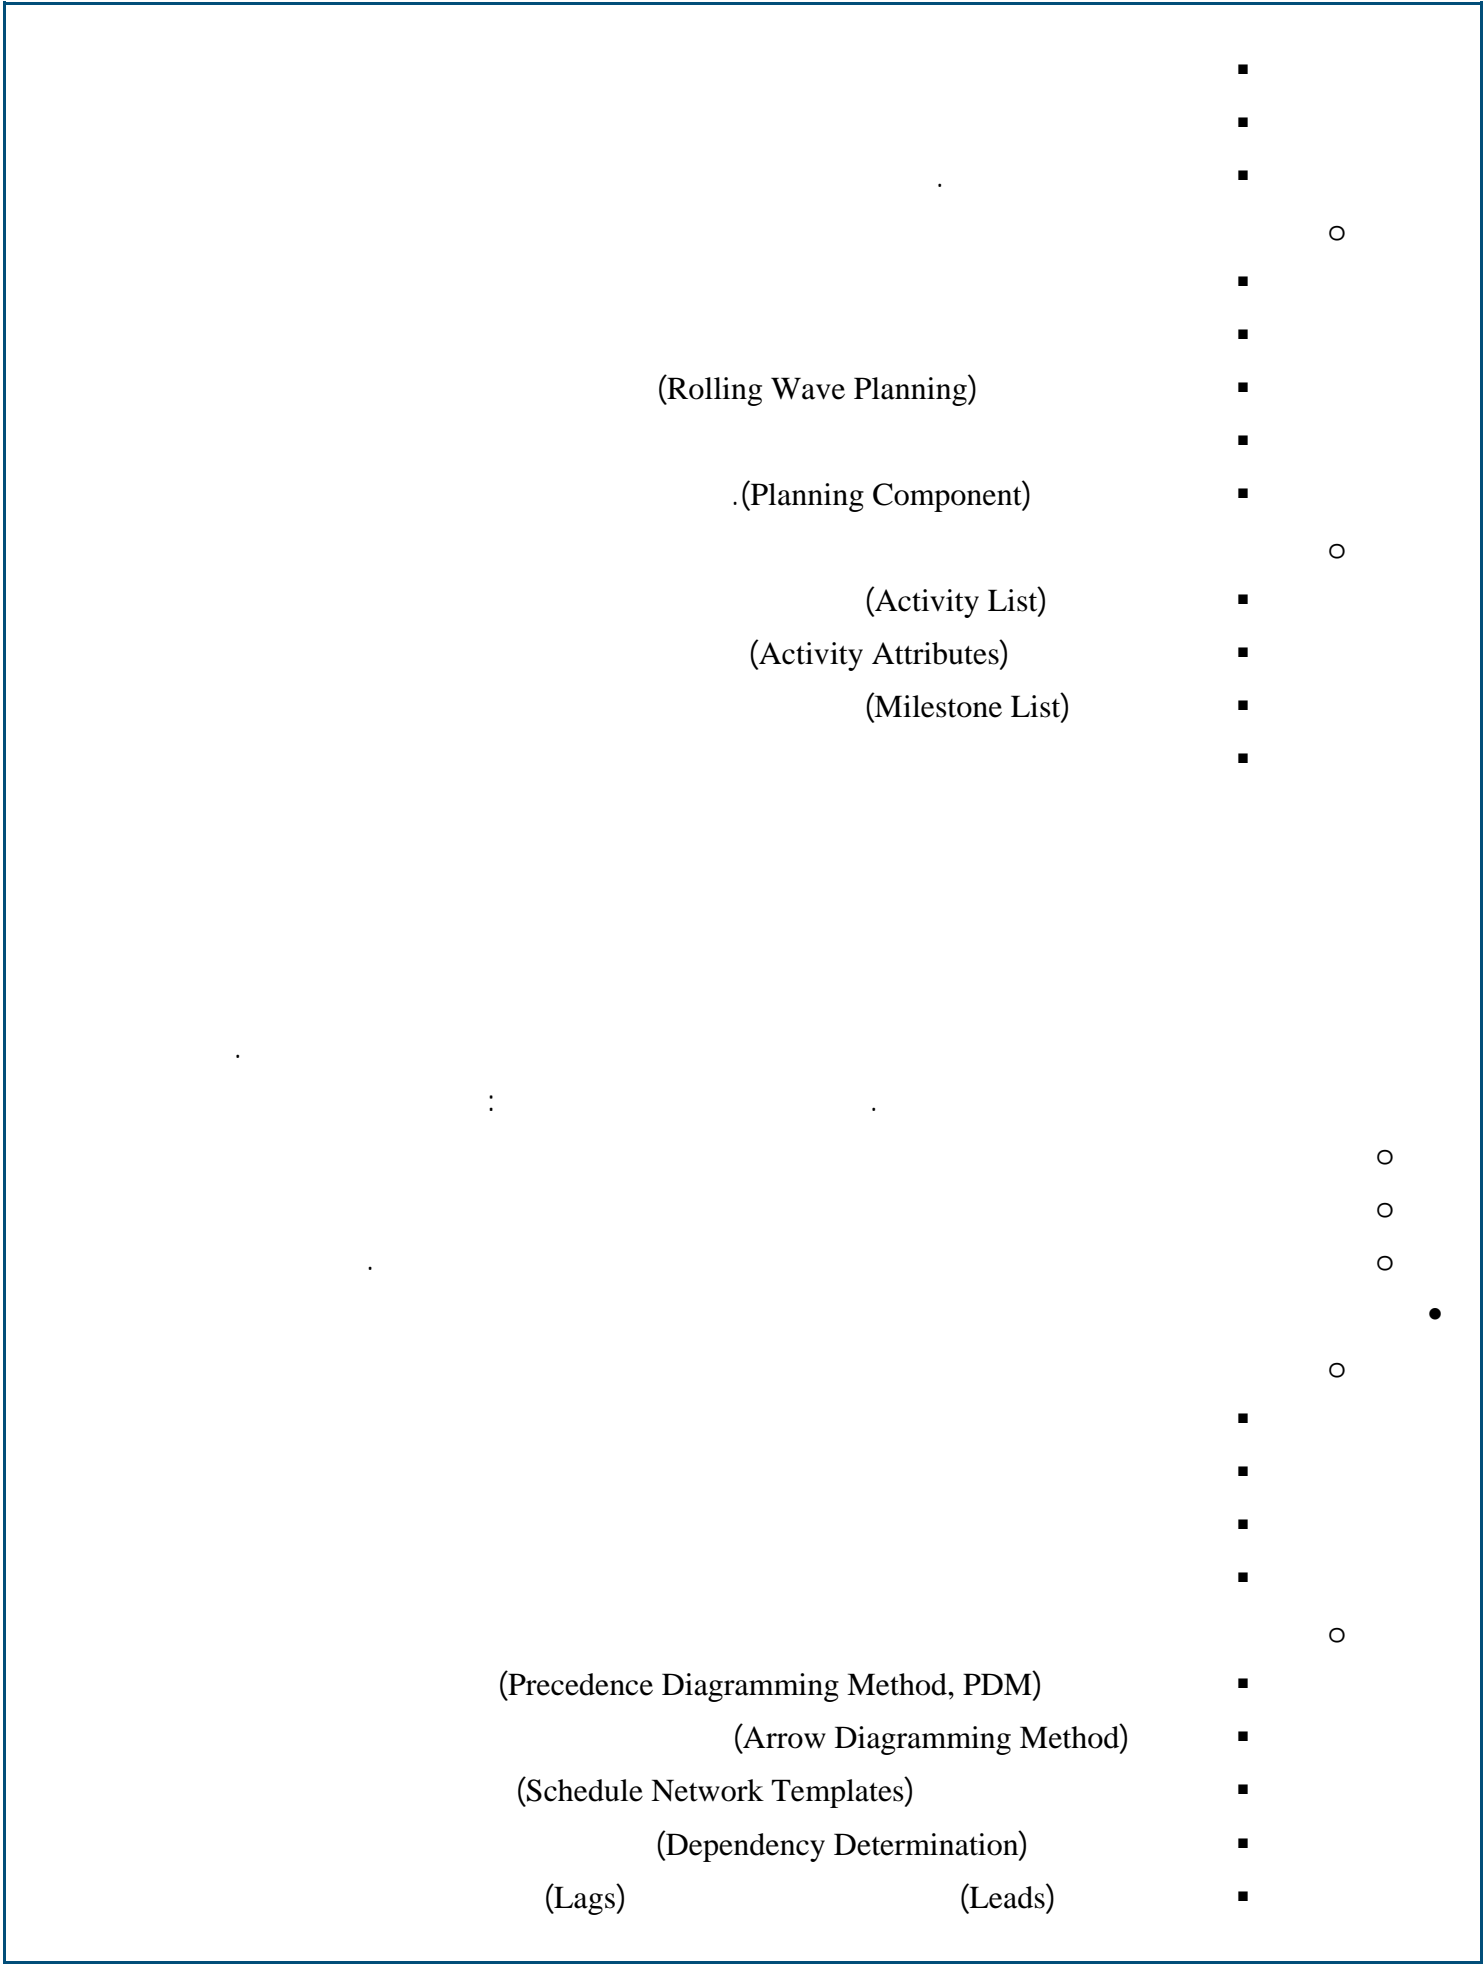 ▪
▪
▪ .
o
▪
▪
▪ (Rolling Wave Planning)
▪
▪ (Planning Component).
o
▪ (Activity List)
▪ (Activity Attributes)
▪ (Milestone List)
▪
.
. :
o
o
o .
•
o
▪
▪
▪
▪
o
▪ (Precedence Diagramming Method, PDM)
▪ (Arrow Diagramming Method)
▪ (Schedule Network Templates)
▪ (Dependency Determination)
▪ (Leads) (Lags)